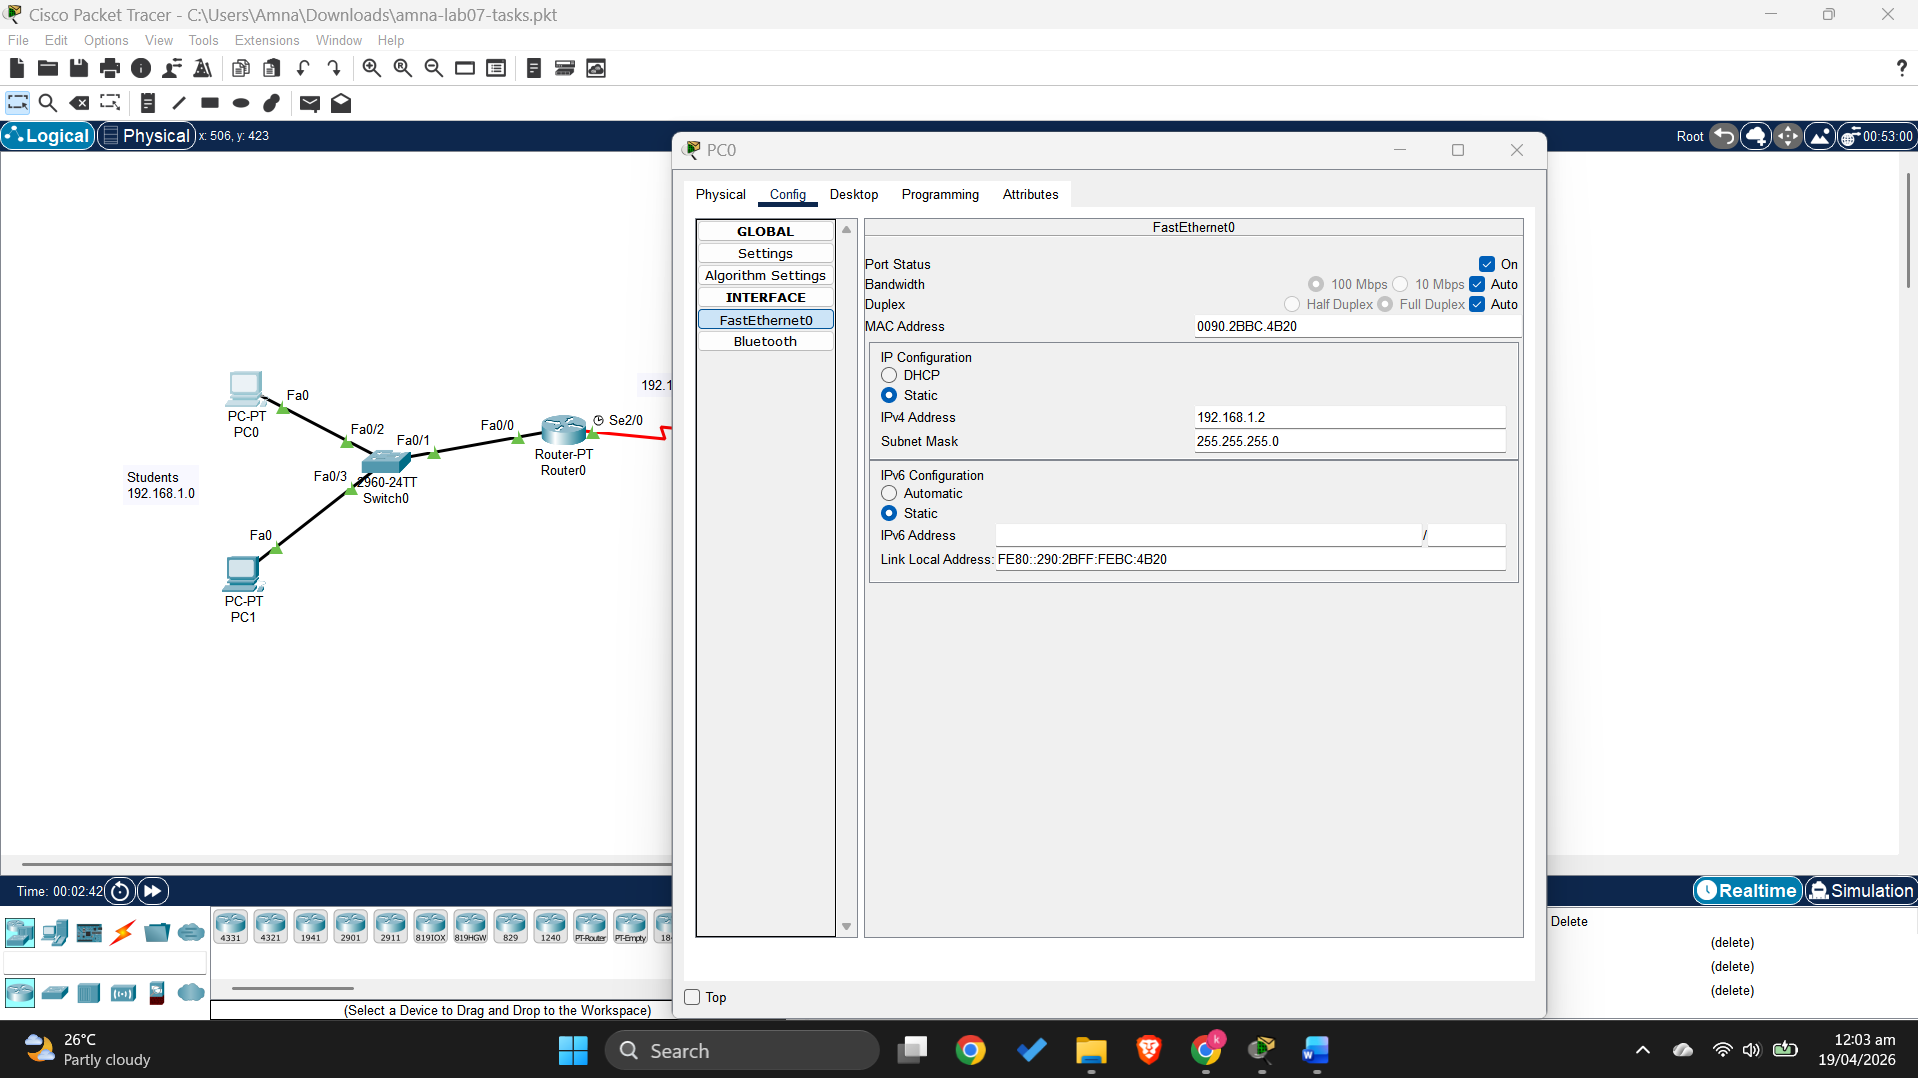 Cisco Packet Tracer - C:\Users\Amna\Downloads\amna-lab07-tasks.pkt
File Edit Options View Tools Extensions Window Help
?
Logical Physical x: 506, y: 423
Root 00:53:00
PC0
Physical Config Desktop Programming Attributes
GLOBAL
Settings
Algorithm Settings
INTERFACE
FastEthernet0
Bluetooth
FastEthernet0
Port Status On
Bandwidth 100 Mbps 10 Mbps Auto
Duplex Half Duplex Full Duplex Auto
MAC Address 0090.2BBC.4B20
IP Configuration
DHCP
Static
IPv4 Address 192.168.1.2
Subnet Mask 255.255.255.0
IPv6 Configuration
Automatic
Static
IPv6 Address /
Link Local Address: FE80::290:2BFF:FEBC:4B20
Top
192.1
Fa0
PC-PT
PC0
Fa0/2
Fa0/1
Fa0/0
Se2/0
Router-PT
Router0
Students
192.168.1.0
Fa0/3
2960-24TT
Switch0
Fa0
PC-PT
PC1
Time: 00:02:42
Realtime Simulation
4331 4321 1941 2901 2911 819IOX 819HGW 829 1240 PT-Router PT-Empty 18
(Select a Device to Drag and Drop to the Workspace)
Delete
(delete)
(delete)
(delete)
26°C
Partly cloudy
Search
k
W
12:03 am
19/04/2026